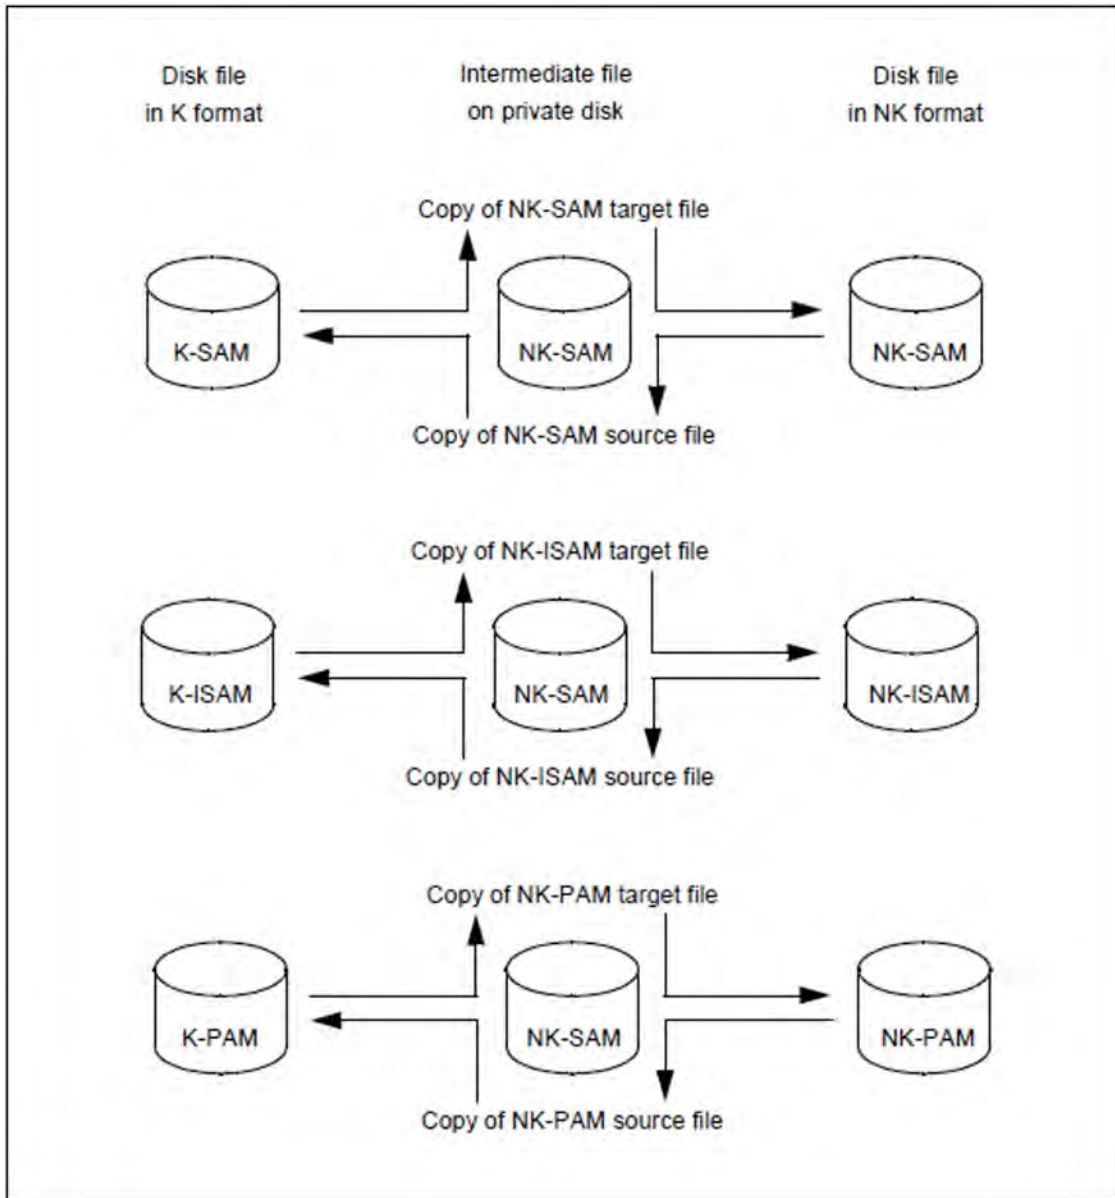 Disk file
in K format
Intermediate file
on private disk
Disk file
in NK format
Copy of NK-SAM target file
K-SAM
NK-SAM
NK-SAM
Copy of NK-SAM source file
Copy of NK-ISAM target file
K-ISAM
NK-SAM
NK-ISAM
Copy of NK-ISAM source file
Copy of NK-PAM target file
K-PAM
NK-SAM
NK-PAM
Copy of NK-PAM source file